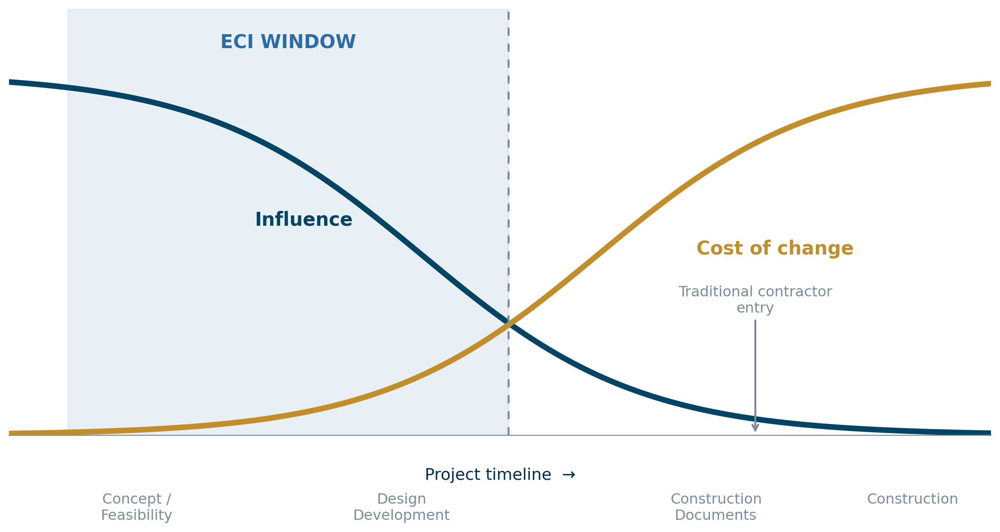 ECI WINDOW
Influence
Cost of change
Traditional contractor
entry
Project timeline →
Concept /
Feasibility
Design
Development
Construction
Documents
Construction